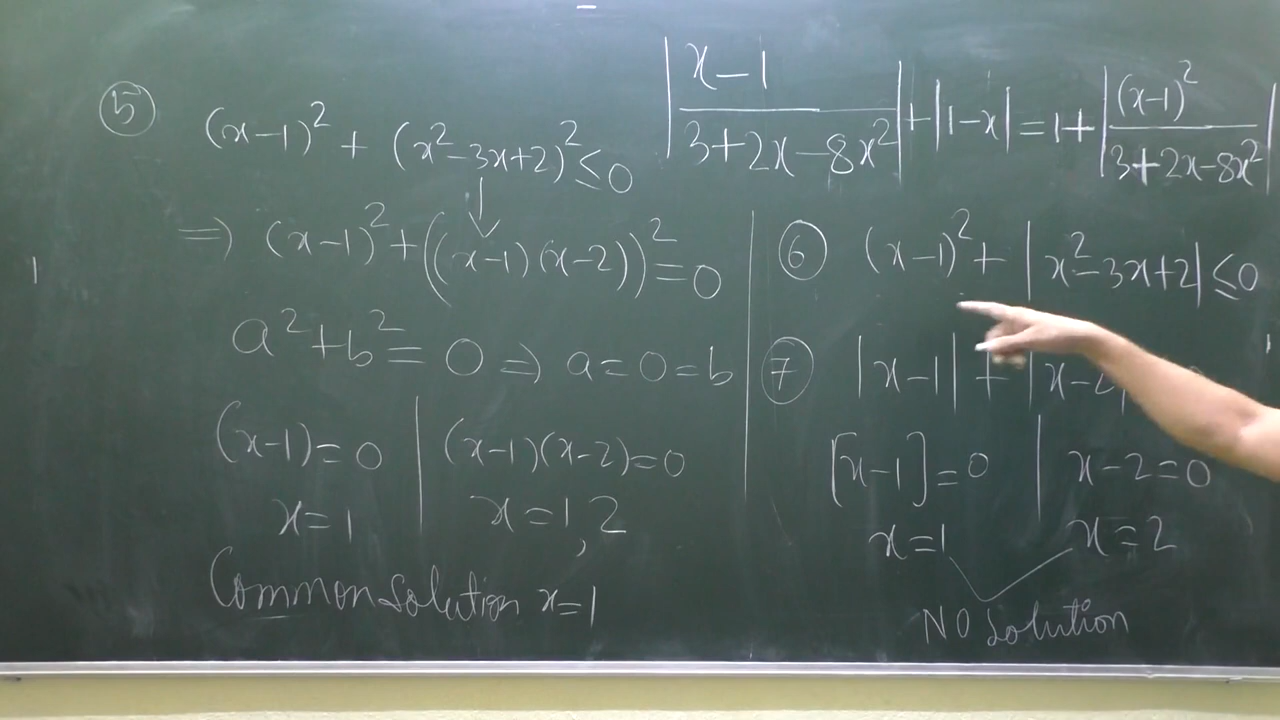 ⑤ (x-1)² + (x²-3x+2)² ≤ 0
⇒ (x-1)² + ((x-1)(x-2))² = 0
a² + b² = 0 ⇒ a = 0 = b
(x-1) = 0 | (x-1)(x-2) = 0
x = 1 | x = 1, 2
Common Solution x = 1
|(x-1)/(3+2x-8x²)| + |1-x| = 1 + |(x-1)²/(3+2x-8x²)|
⑥ (x-1)² + |x²-3x+2| ≤ 0
⑦ |x-1| + |x-2|
[x-1] = 0 | x-2 = 0
x = 1 x = 2
NO Solution